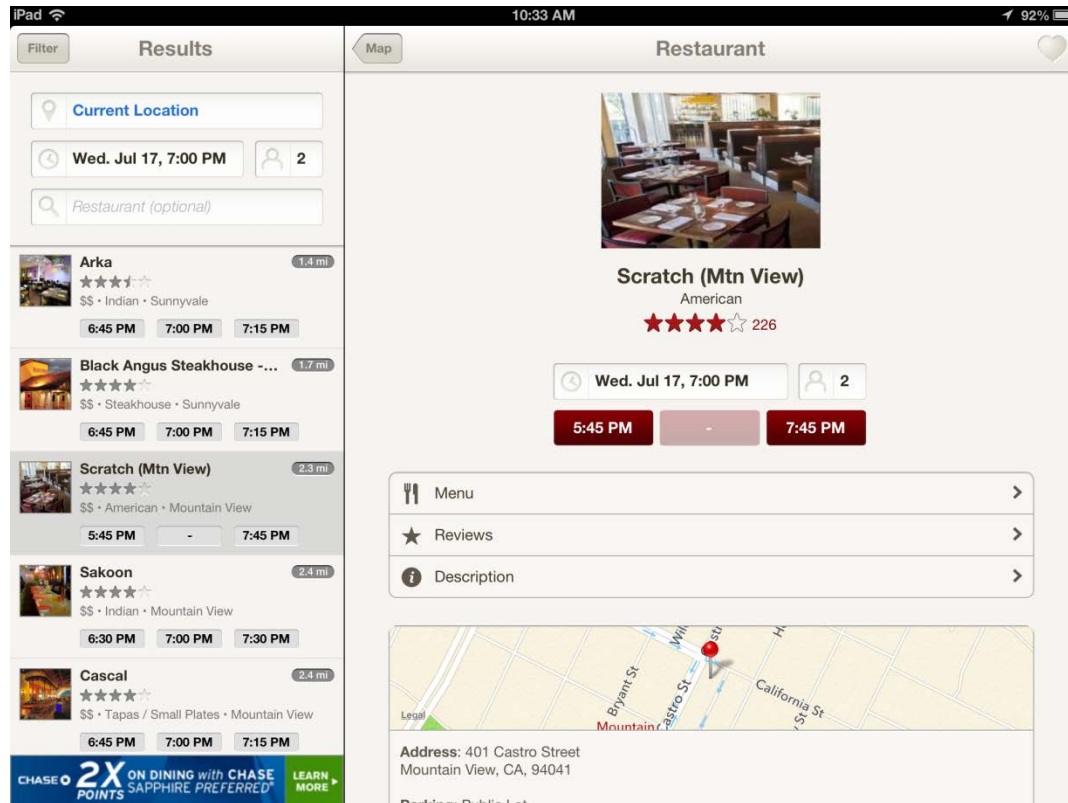 iPad 10:33 AM 92%
Filter Results
Current Location
Wed. Jul 17, 7:00 PM 2
Restaurant (optional)
Arka 1.4 mi
$$ • Indian • Sunnyvale
6:45 PM 7:00 PM 7:15 PM
Black Angus Steakhouse -... 1.7 mi
$$ • Steakhouse • Sunnyvale
6:45 PM 7:00 PM 7:15 PM
Scratch (Mtn View) 2.3 mi
$$ • American • Mountain View
5:45 PM - 7:45 PM
Sakoon 2.4 mi
$$ • Indian • Mountain View
6:30 PM 7:00 PM 7:30 PM
Cascal 2.4 mi
$$ • Tapas / Small Plates • Mountain View
6:45 PM 7:00 PM 7:15 PM
CHASE 2X POINTS ON DINING with CHASE SAPPHIRE PREFERRED® LEARN MORE
Map Restaurant
Scratch (Mtn View)
American
226
Wed. Jul 17, 7:00 PM 2
5:45 PM - 7:45 PM
Menu
Reviews
Description
Bryant St
Castro St
California St
Mountain
Legal
Address: 401 Castro Street
Mountain View, CA, 94041
Parking: Public Lot